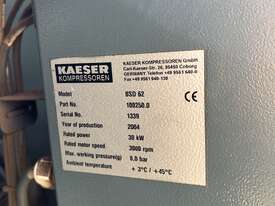 KAESER
KOMPRESSOREN
KAESER KOMPRESSOREN GmbH
Carl-Kaeser-Str. 26, 96450 Coburg
GERMANY, Telefon +49 9561 640-0
Fax +49 9561 640-130
Model BSD 62
Part No. 100250.0
Serial No. 1339
Year of production 2004
Rated power 30 kW
Rated motor speed 3000 rpm
Max. working pressure(g) 8,0 bar
Ambient temperature + 3°C / +45°C